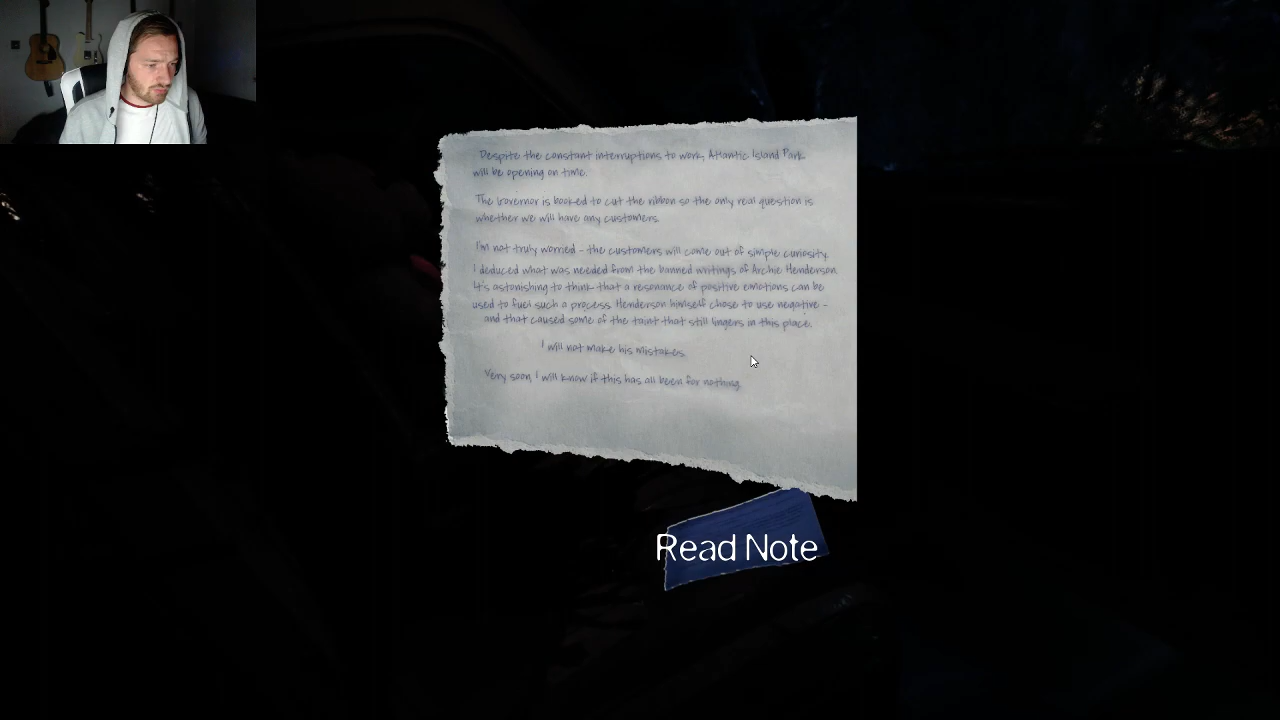 Despite the constant interruptions to work, Atlantic Island Park
will be opening on time.
The Governor is booked to cut the ribbon so the only real question is
whether we will have any customers.
I'm not truly worried - the customers will come out of simple curiosity.
I deduced what was needed from the banned writings of Archie Henderson
It's astonishing to think that a resonance of positive emotions can be
used to fuel such a process. Henderson himself chose to use negative -
and that caused some of the taint that still lingers in this place.
I will not make his mistakes.
Very soon, I will know if this has all been for nothing.
Read Note